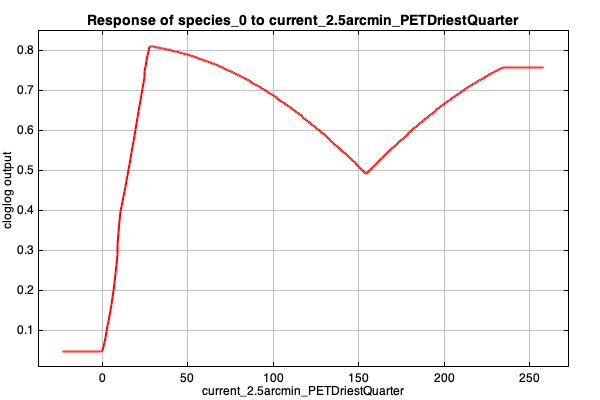 Response of species_0 to current_2.5arcmin_PETDriestQuarter
cloglog output
0.8
0.7
0.6
0.5
0.4
0.3
0.2
0.1
0 50 100 150 200 250
current_2.5arcmin_PETDriestQuarter